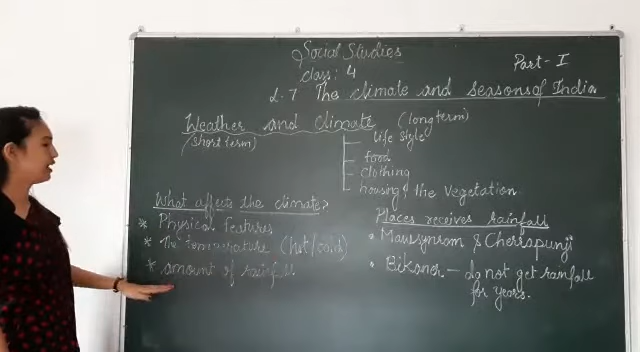 Social Studies
Part- I
class: 4
L-7 The climate and seasons of India
Weather and climate (long term)
(short term)
life style
food
clothing
housing & the vegetation
What affects the climate?
* Physical features
* The temperature (hot/cold)
* amount of rainfall
Places receives rainfall
• Mawsynram & Cherrapunji
• Bikaner – do not get rainfall
for years.